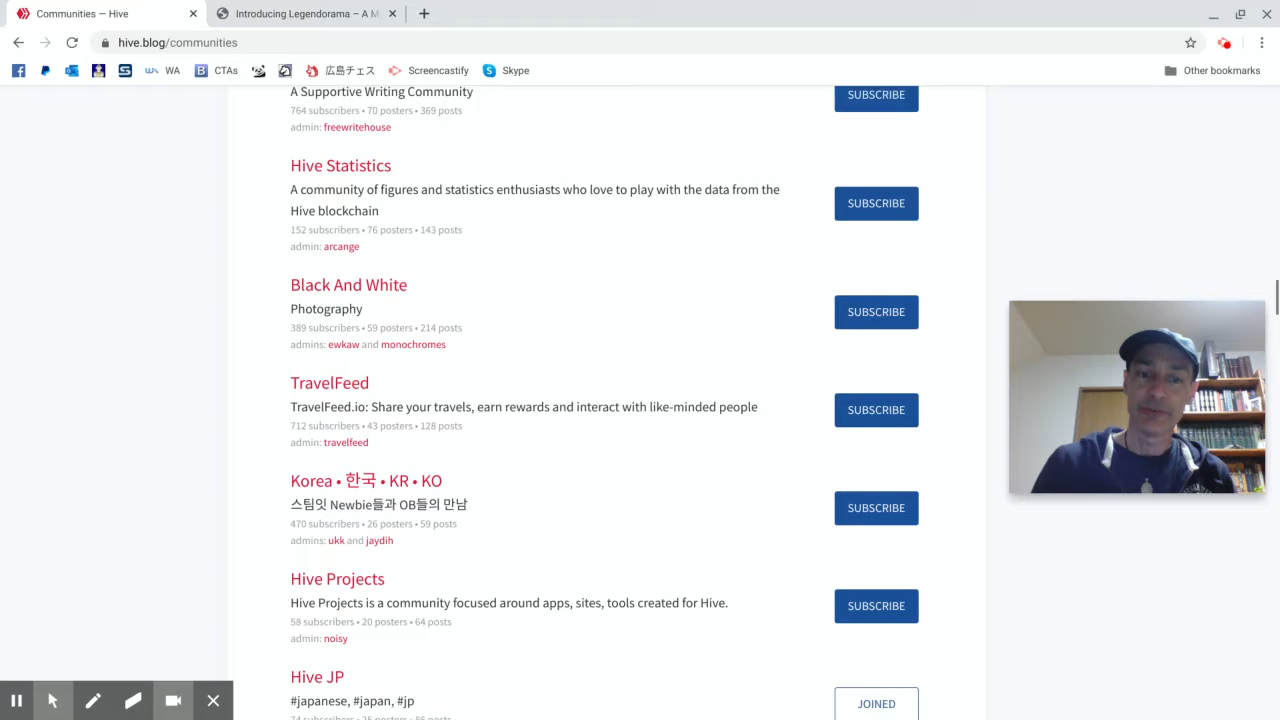 Communities — Hive
Introducing Legendorama – A M
hive.blog/communities
WA
CTAs
広島チェス
Screencastify
Skype
Other bookmarks
A Supportive Writing Community
764 subscribers • 70 posters • 369 posts
admin: freewritehouse
SUBSCRIBE
Hive Statistics
A community of figures and statistics enthusiasts who love to play with the data from the
Hive blockchain
152 subscribers • 76 posters • 143 posts
admin: arcange
SUBSCRIBE
Black And White
Photography
389 subscribers • 59 posters • 214 posts
admins: ewkaw and monochromes
SUBSCRIBE
TravelFeed
TravelFeed.io: Share your travels, earn rewards and interact with like-minded people
712 subscribers • 43 posters • 128 posts
admin: travelfeed
SUBSCRIBE
Korea • 한국 • KR • KO
스팀잇 Newbie들과 OB들의 만남
470 subscribers • 26 posters • 59 posts
admins: ukk and jaydih
SUBSCRIBE
Hive Projects
Hive Projects is a community focused around apps, sites, tools created for Hive.
58 subscribers • 20 posters • 64 posts
admin: noisy
SUBSCRIBE
Hive JP
#japanese, #japan, #jp
74 subscribers • 25 posters • 86 posts
JOINED